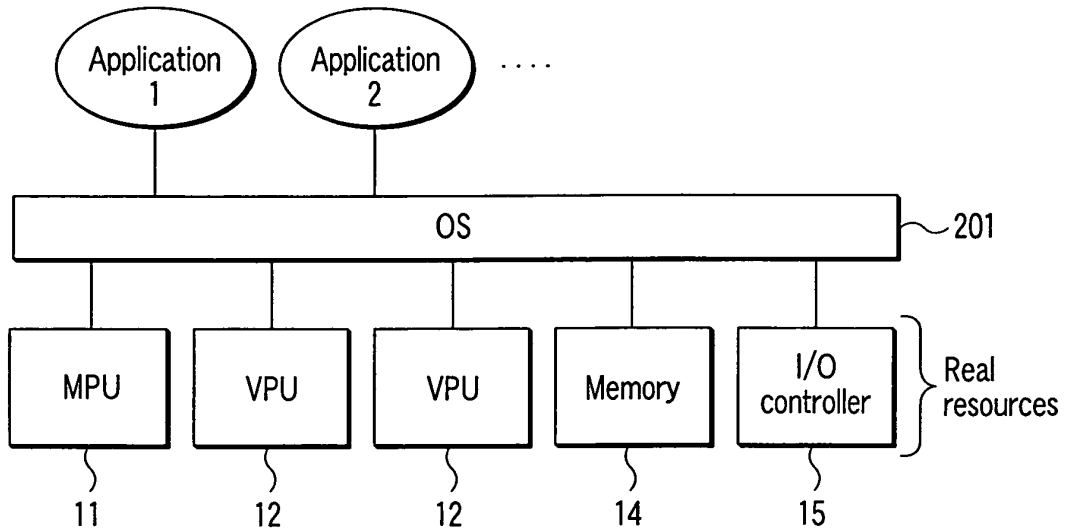 Application
1
Application
2
....
OS
201
MPU
VPU
VPU
Memory
I/O
controller
Real
resources
11
12
12
14
15